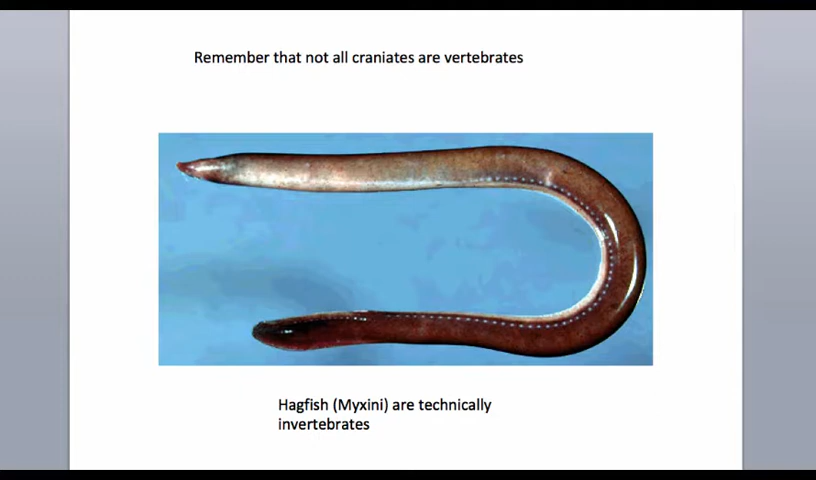 Remember that not all craniates are vertebrates
Hagfish (Myxini) are technically
invertebrates